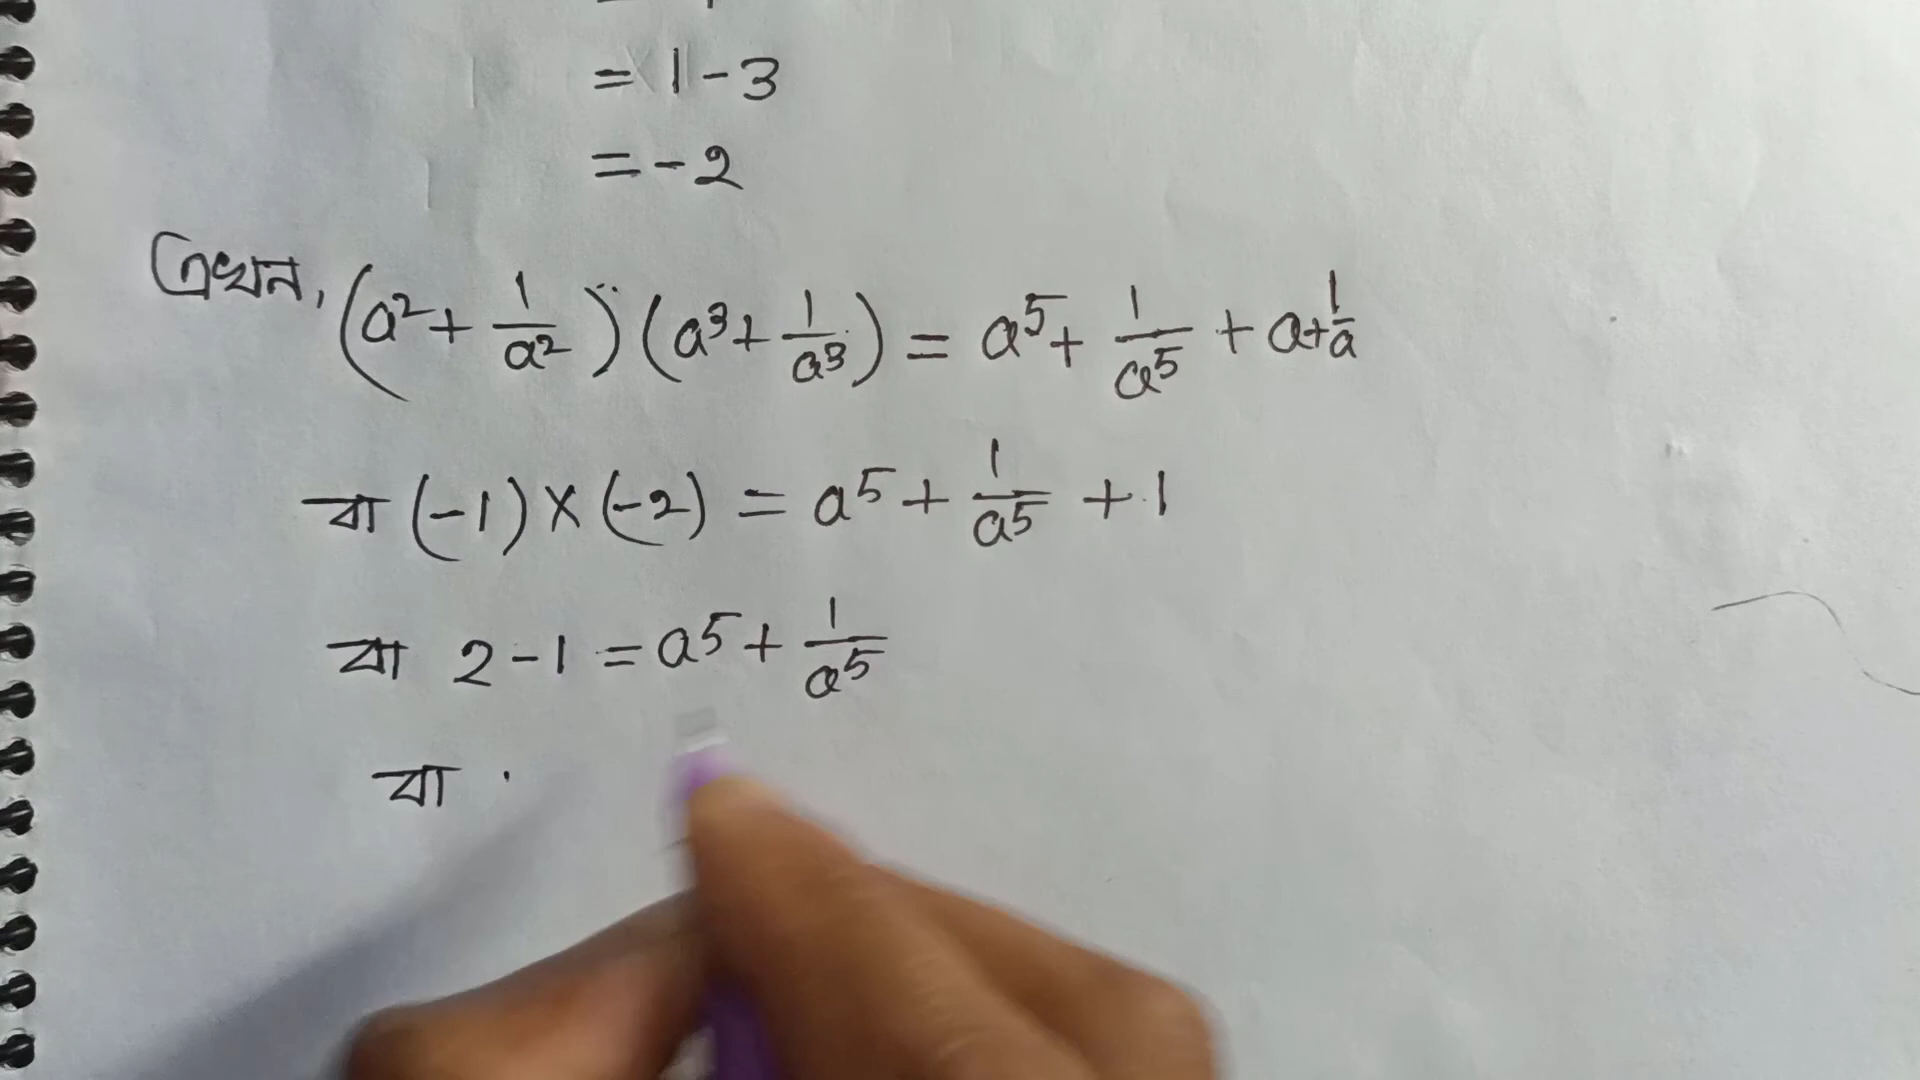 = 1 - 3
= - 2
এখন, (a² + 1/a²) (a³ + 1/a³) = a⁵ + 1/a⁵ + a + 1/a
বা (-1) × (-2) = a⁵ + 1/a⁵ + 1
বা 2 - 1 = a⁵ + 1/a⁵
বা